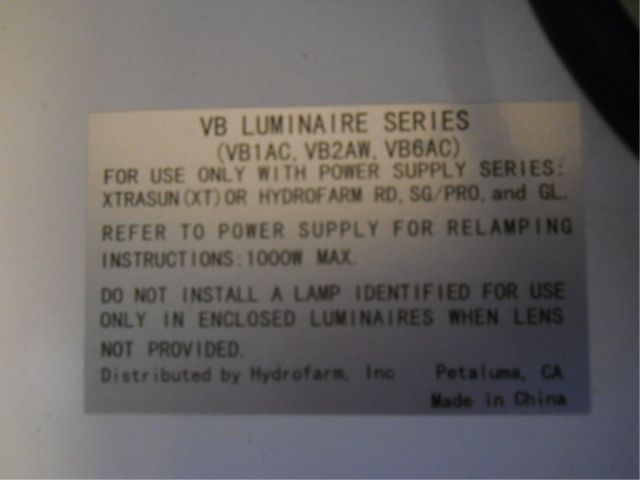 VB LUMINAIRE SERIES
(VB1AC, VB2AW, VB6AC)
FOR USE ONLY WITH POWER SUPPLY SERIES:
XTRASUN(XT)OR HYDROFARM RD, SG/PRO, and GL.
REFER TO POWER SUPPLY FOR RELAMPING
INSTRUCTIONS:1000W MAX.
DO NOT INSTALL A LAMP IDENTIFIED FOR USE
ONLY IN ENCLOSED LUMINAIRES WHEN LENS
NOT PROVIDED.
Distributed by Hydrofarm, Inc Petaluma, CA
Made in China